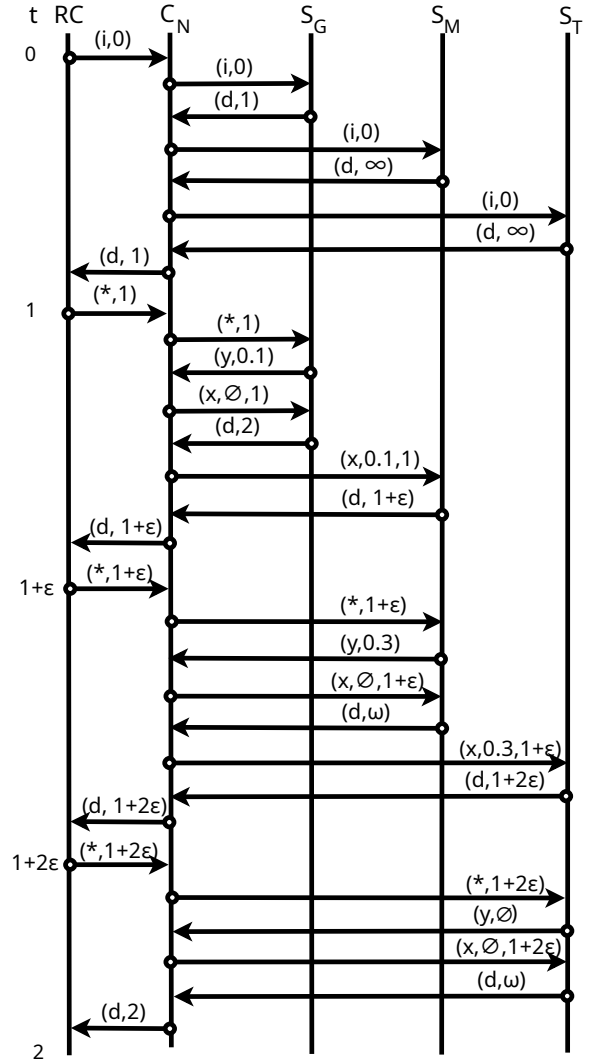 t RC C_N S_G S_M S_T
0
(i,0)
(i,0)
(d,1)
(i,0)
(d, ∞)
(i,0)
(d, ∞)
(d, 1)
1
(*,1)
(*,1)
(y,0.1)
(x,∅,1)
(d,2)
(x,0.1,1)
(d, 1+ε)
(d, 1+ε)
1+ε
(*,1+ε)
(*,1+ε)
(y,0.3)
(x,∅,1+ε)
(d,ω)
(x,0.3,1+ε)
(d,1+2ε)
(d, 1+2ε)
1+2ε
(*,1+2ε)
(*,1+2ε)
(y,∅)
(x,∅,1+2ε)
(d,ω)
(d,2)
2